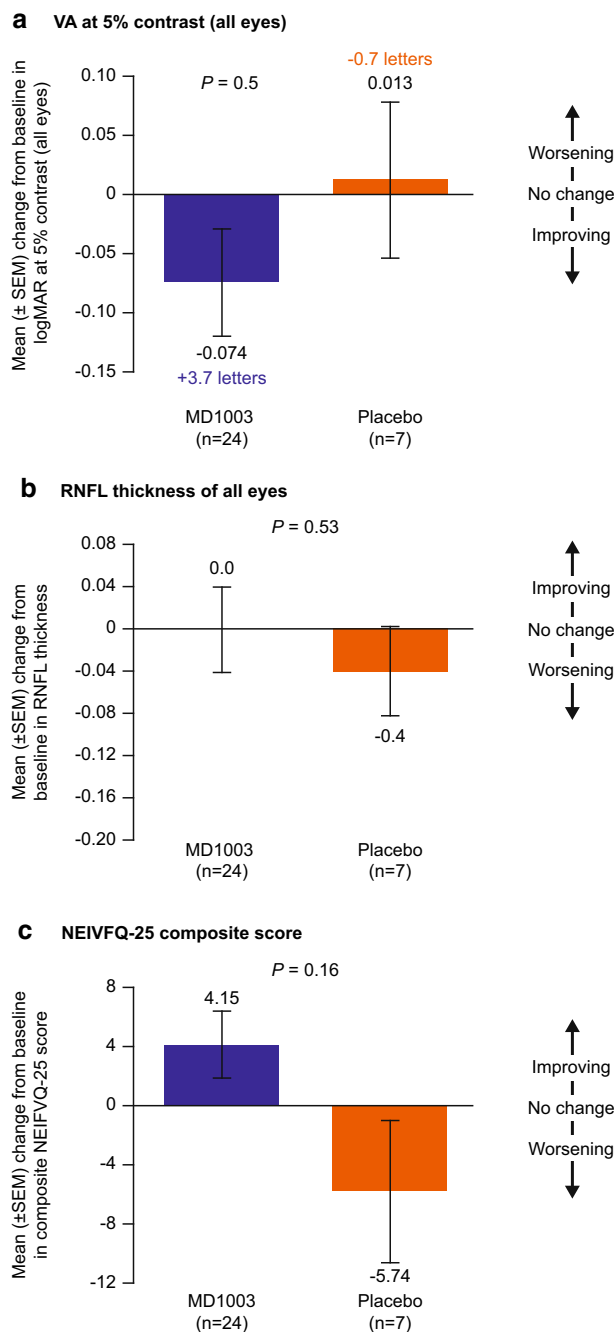 a VA at 5% contrast (all eyes)
Mean (± SEM) change from baseline in
logMAR at 5% contrast (all eyes)
0.10
0.05
0
-0.05
-0.10
-0.15
P = 0.5
-0.7 letters
0.013
-0.074
+3.7 letters
MD1003
(n=24)
Placebo
(n=7)
Worsening
No change
Improving
b RNFL thickness of all eyes
Mean (±SEM) change from
baseline in RNFL thickness
0.08
0.04
0
-0.04
-0.08
-0.12
-0.16
-0.20
P = 0.53
0.0
-0.4
MD1003
(n=24)
Placebo
(n=7)
Improving
No change
Worsening
c NEIVFQ-25 composite score
Mean (±SEM) change from baseline
in composite NEIFVQ-25 score
8
4
0
-4
-8
-12
P = 0.16
4.15
-5.74
MD1003
(n=24)
Placebo
(n=7)
Improving
No change
Worsening